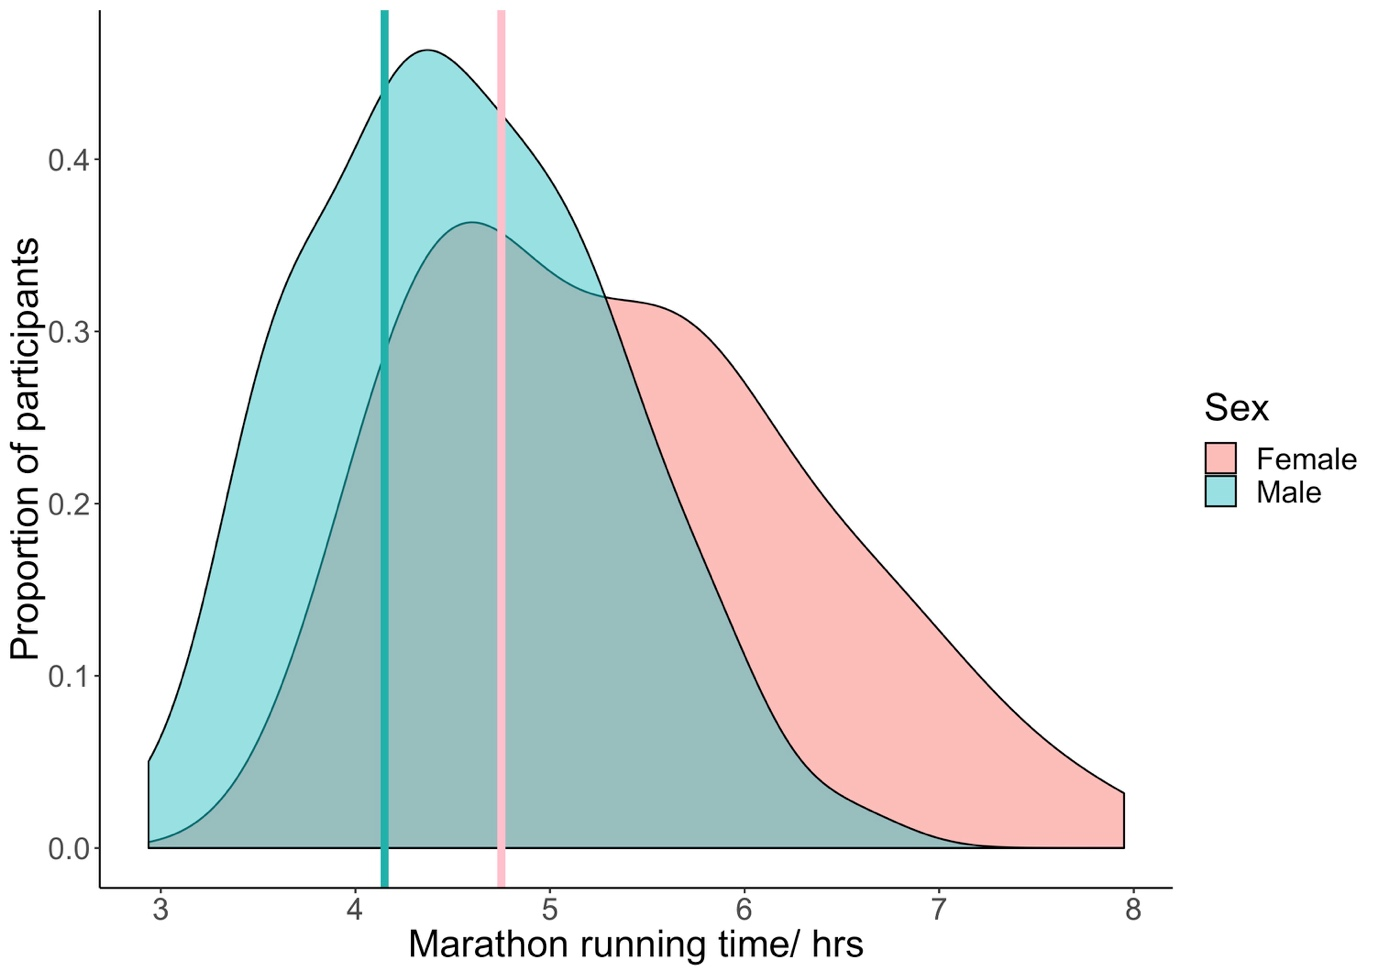 Proportion of participants
0.4
0.3
0.2
0.1
0.0
3 4 5 6 7 8
Marathon running time/ hrs
Sex
Female
Male